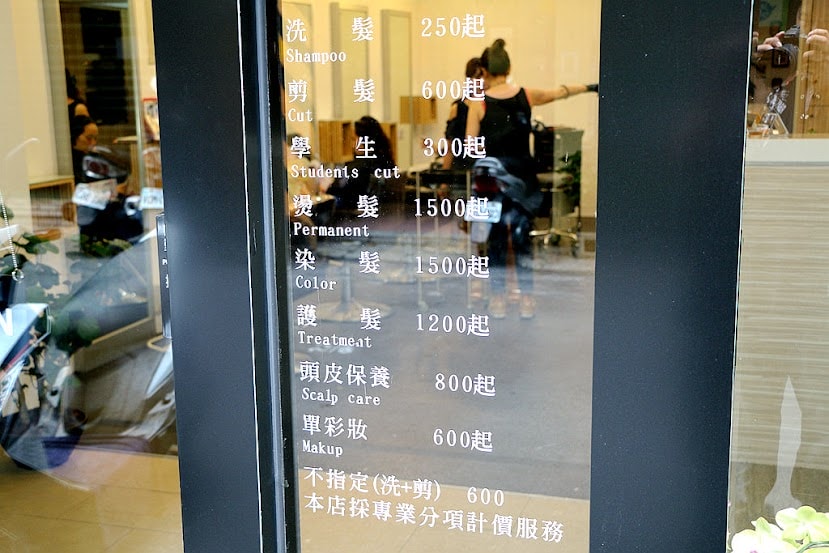 洗髮 250起
Shampoo
剪髮 600起
Cut
學生 300起
Students cut
燙髮 1500起
Permanent
染髮 1500起
Color
護髮 1200起
Treatment
頭皮保養 800起
Scalp care
單彩妝 600起
Makup
不指定(洗+剪) 600
本店採專業分項計價服務